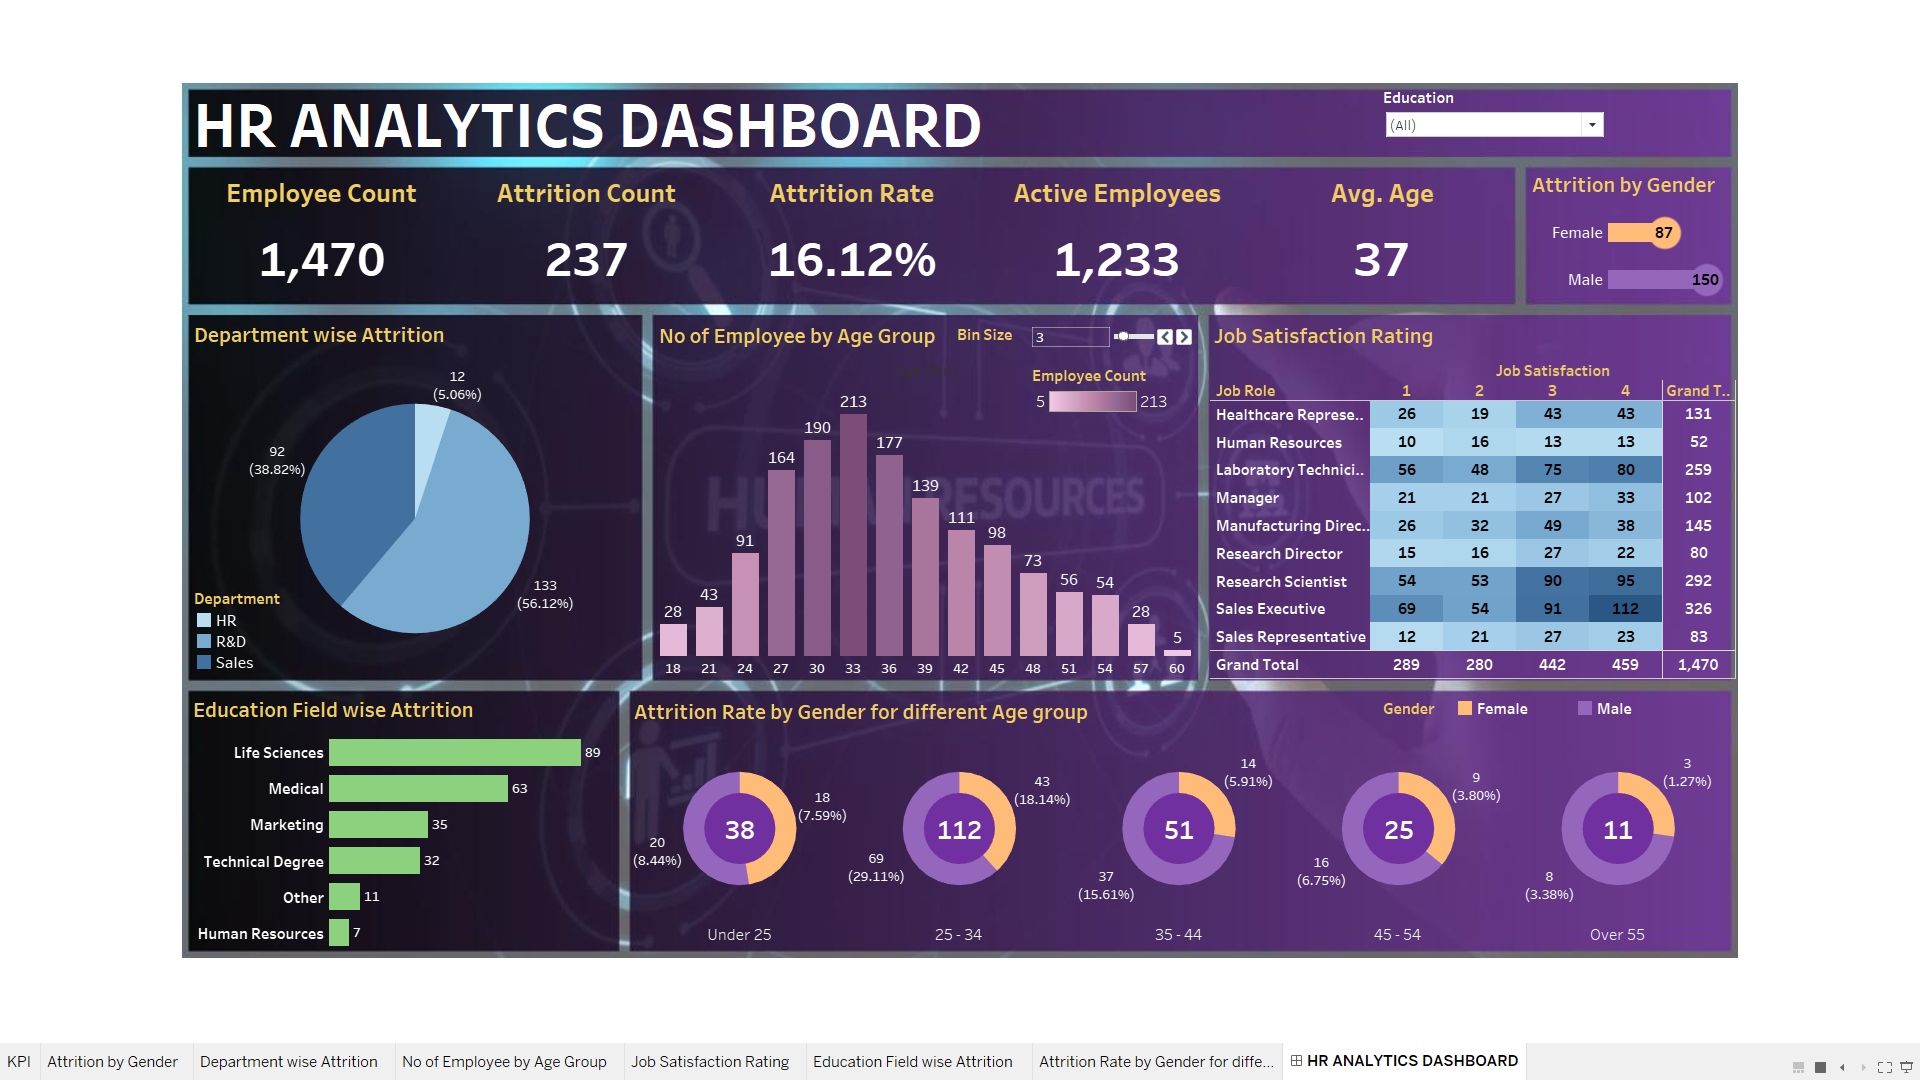 HR ANALYTICS DASHBOARD
Education
(All)
Employee Count
Attrition Count
Attrition Rate
Active Employees
Avg. Age
1,470
237
16.12%
1,233
37
Attrition by Gender
Female 87
Male 150
Department wise Attrition
12
(5.06%)
92
(38.82%)
133
(56.12%)
Department
HR
R&D
Sales
No of Employee by Age Group
Bin Size
3
Employee Count
5 213
28 43 91 164 190 213 177 139 111 98 73 56 54 28 5
18 21 24 27 30 33 36 39 42 45 48 51 54 57 60
HUMAN RESOURCES
Job Satisfaction Rating
Job Satisfaction
Job Role 1 2 3 4 Grand T..
Healthcare Represe.. 26 19 43 43 131
Human Resources 10 16 13 13 52
Laboratory Technici.. 56 48 75 80 259
Manager 21 21 27 33 102
Manufacturing Direc.. 26 32 49 38 145
Research Director 15 16 27 22 80
Research Scientist 54 53 90 95 292
Sales Executive 69 54 91 112 326
Sales Representative 12 21 27 23 83
Grand Total 289 280 442 459 1,470
Education Field wise Attrition
Life Sciences 89
Medical 63
Marketing 35
Technical Degree 32
Other 11
Human Resources 7
Attrition Rate by Gender for different Age group
Gender Female Male
38
18
(7.59%)
20
(8.44%)
Under 25
112
43
(18.14%)
69
(29.11%)
25 - 34
51
14
(5.91%)
37
(15.61%)
35 - 44
25
9
(3.80%)
16
(6.75%)
45 - 54
11
3
(1.27%)
8
(3.38%)
Over 55
KPI
Attrition by Gender
Department wise Attrition
No of Employee by Age Group
Job Satisfaction Rating
Education Field wise Attrition
Attrition Rate by Gender for diffe...
HR ANALYTICS DASHBOARD